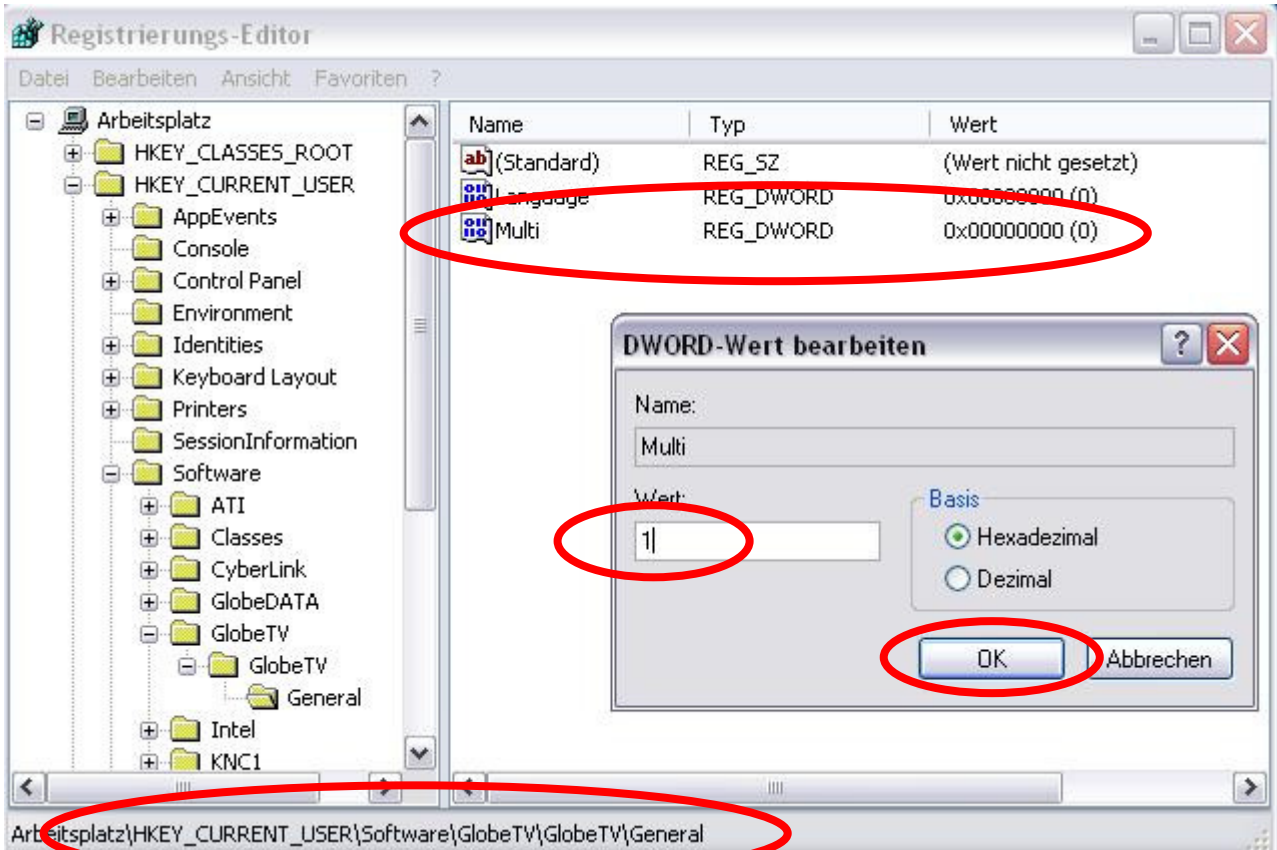 Registrierungs-Editor
Datei Bearbeiten Ansicht Favoriten ?
Arbeitsplatz
HKEY_CLASSES_ROOT
HKEY_CURRENT_USER
AppEvents
Console
Control Panel
Environment
Identities
Keyboard Layout
Printers
SessionInformation
Software
ATI
Classes
CyberLink
GlobeDATA
GlobeTV
GlobeTV
General
Intel
KNC1
Name Typ Wert
(Standard) REG_SZ (Wert nicht gesetzt)
Language REG_DWORD 0x00000000 (0)
Multi REG_DWORD 0x00000000 (0)
DWORD-Wert bearbeiten
Name:
Multi
Wert:
1
Basis
Hexadezimal
Dezimal
OK Abbrechen
Arbeitsplatz\HKEY_CURRENT_USER\Software\GlobeTV\GlobeTV\General